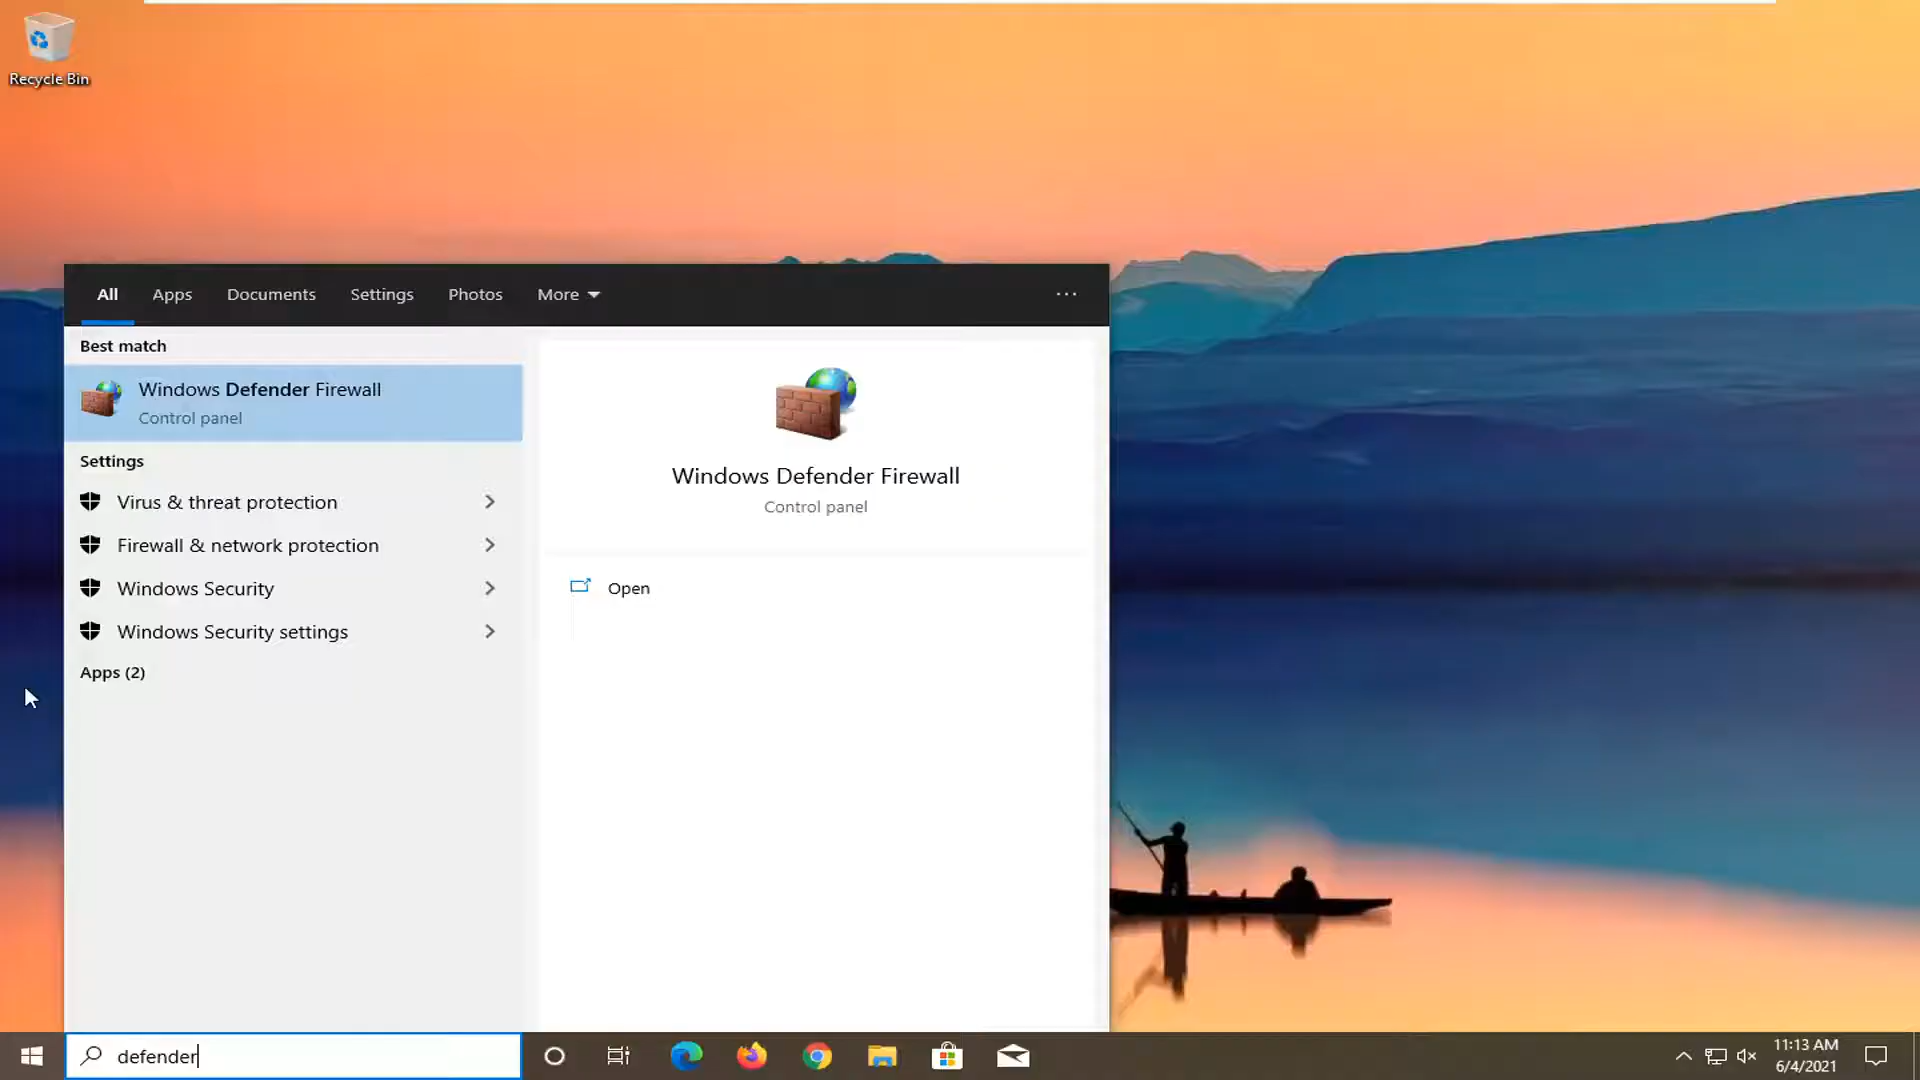 Recycle Bin
All Apps Documents Settings Photos More ...
Best match
Windows Defender Firewall
Control panel
Settings
Virus & threat protection
Firewall & network protection
Windows Security
Windows Security settings
Apps (2)
Windows Defender Firewall
Control panel
Open
defender
11:13 AM
6/4/2021